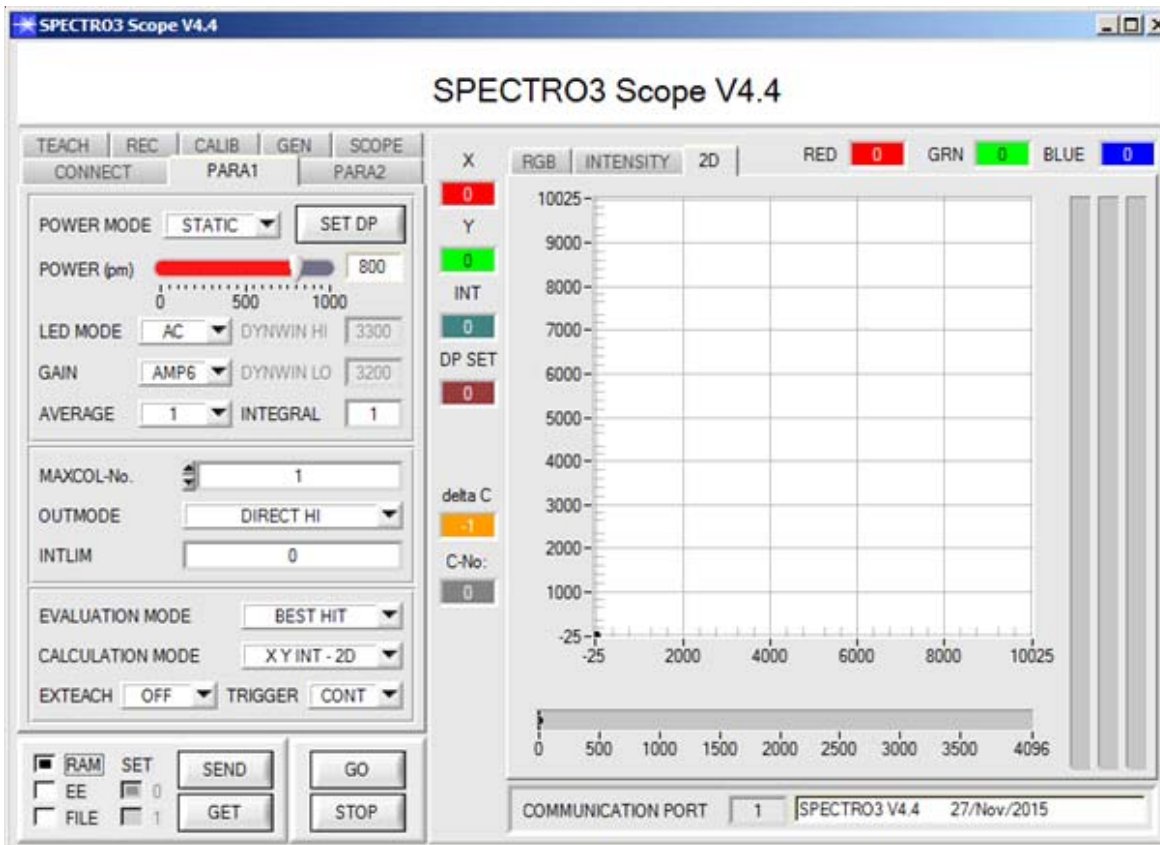 SPECTRO3 Scope V4.4
SPECTRO3 Scope V4.4
TEACH REC CALIB GEN SCOPE
CONNECT PARA1 PARA2
POWER MODE STATIC SET DP
POWER (pm) 800
0 500 1000
LED MODE AC DYNWIN HI 3300
GAIN AMP6 DYNWIN LO 3200
AVERAGE 1 INTEGRAL 1
MAXCOL-No. 1
OUTMODE DIRECT HI
INTLIM 0
EVALUATION MODE BEST HIT
CALCULATION MODE X Y INT - 2D
EXTEACH OFF TRIGGER CONT
RAM SET SEND GO
EE 0
FILE 1 GET STOP
X
0
Y
0
INT
0
DP SET
0
delta C
-1
C-No:
0
RGB INTENSITY 2D RED 0 GRN 0 BLUE 0
10025
9000
8000
7000
6000
5000
4000
3000
2000
1000
-25
-25 2000 4000 6000 8000 10025
0 500 1000 1500 2000 2500 3000 3500 4096
COMMUNICATION PORT 1 SPECTRO3 V4.4 27/Nov/2015